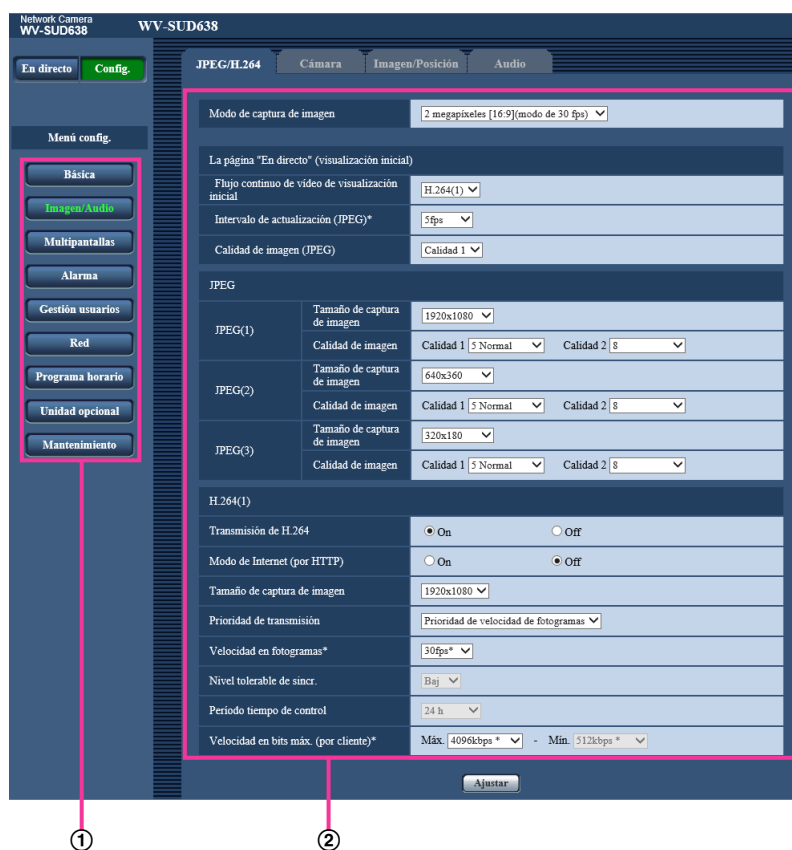 Network Camera
WV-SUD638
WV-SUD638
En directo
Config.
JPEG/H.264
Cámara
Imagen/Posición
Audio
Menú config.
Básica
Imagen/Audio
Multipantallas
Alarma
Gestión usuarios
Red
Programa horario
Unidad opcional
Mantenimiento
Modo de captura de imagen
2 megapíxeles [16:9](modo de 30 fps)
La página "En directo" (visualización inicial)
Flujo continuo de vídeo de visualización
inicial
H.264(1)
Intervalo de actualización (JPEG)*
5fps
Calidad de imagen (JPEG)
Calidad 1
JPEG
JPEG(1)
Tamaño de captura
de imagen
1920x1080
Calidad de imagen
Calidad 1 5 Normal Calidad 2 8
JPEG(2)
Tamaño de captura
de imagen
640x360
Calidad de imagen
Calidad 1 5 Normal Calidad 2 8
JPEG(3)
Tamaño de captura
de imagen
320x180
Calidad de imagen
Calidad 1 5 Normal Calidad 2 8
H.264(1)
Transmisión de H.264
On Off
Modo de Internet (por HTTP)
On Off
Tamaño de captura de imagen
1920x1080
Prioridad de transmisión
Prioridad de velocidad de fotogramas
Velocidad en fotogramas*
30fps*
Nivel tolerable de sincr.
Baj
Período tiempo de control
24 h
Velocidad en bits máx. (por cliente)*
Máx. 4096kbps * - Mín. 512kbps *
Ajustar
①
②